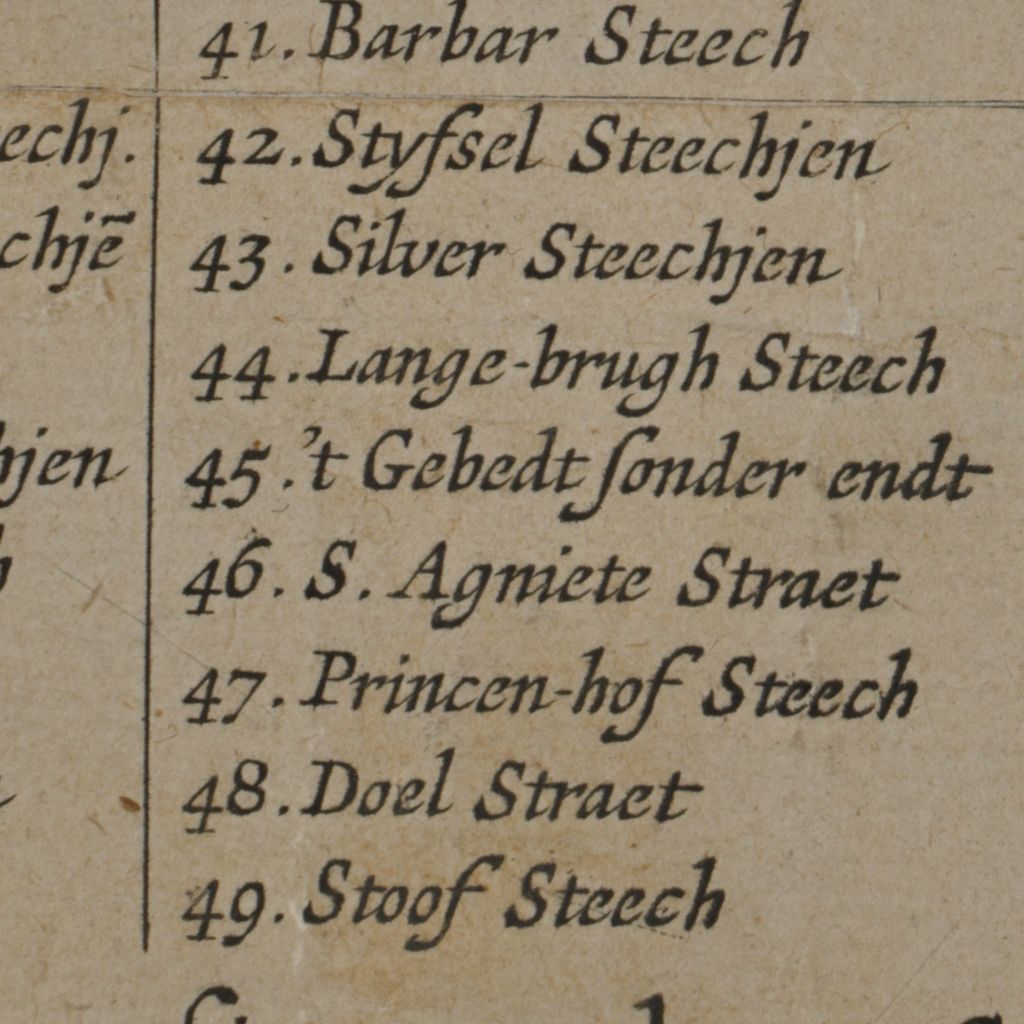 41. Barbar Steech
echj. 42. Styfsel Steechjen
chjē 43. Silver Steechjen
44. Lange-brugh Steech
hjen 45. 't Gebedt ſonder endt
46. S. Agniete Straet
47. Princen-hof Steech
48. Doel Straet
49. Stoof Steech